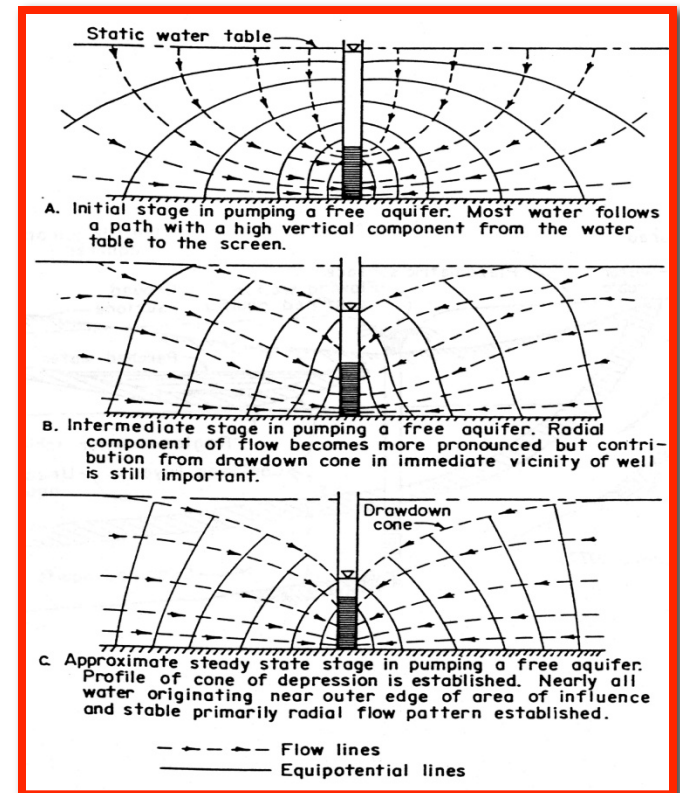 Static water table
A. Initial stage in pumping a free aquifer. Most water follows
a path with a high vertical component from the water
table to the screen.
B. Intermediate stage in pumping a free aquifer. Radial
component of flow becomes more pronounced but contri-
bution from drawdown cone in immediate vicinity of well
is still important.
Drawdown
cone
C. Approximate steady state stage in pumping a free aquifer.
Profile of cone of depression is established. Nearly all
water originating near outer edge of area of influence
and stable primarily radial flow pattern established.
Flow lines
Equipotential lines